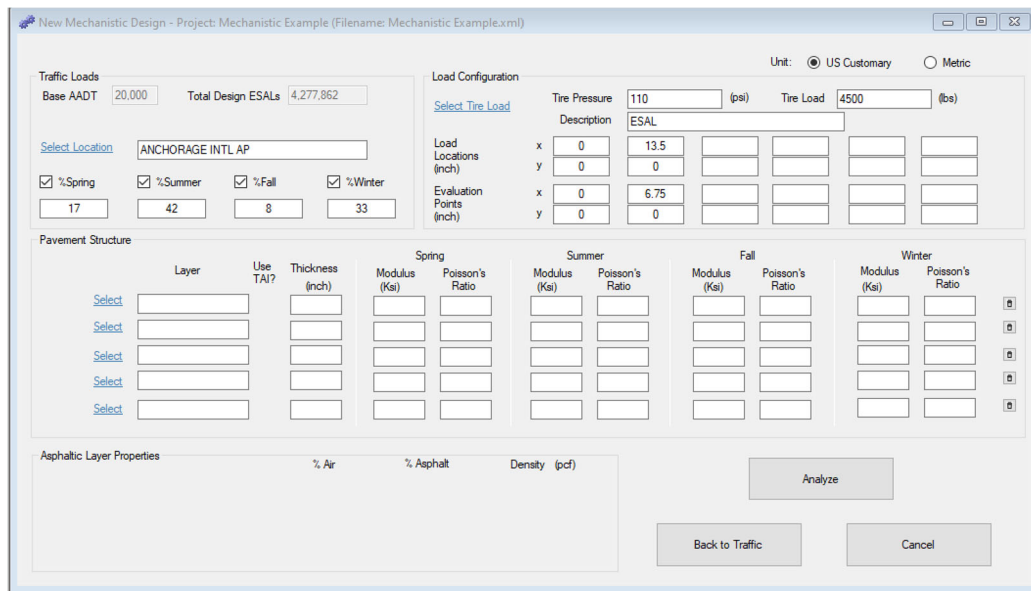 New Mechanistic Design - Project: Mechanistic Example (Filename: Mechanistic Example.xml)
Unit: US Customary Metric
Traffic Loads
Base AADT 20,000 Total Design ESALs 4,277,862
Select Location ANCHORAGE INTL AP
%Spring %Summer %Fall %Winter
17 42 8 33
Load Configuration
Select Tire Load Tire Pressure 110 (psi) Tire Load 4500 (lbs)
Description ESAL
Load Locations (inch) x 0 13.5
y 0 0
Evaluation Points (inch) x 0 6.75
y 0 0
Pavement Structure
Spring Summer Fall Winter
Layer Use TAI? Thickness (inch) Modulus (Ksi) Poisson's Ratio Modulus (Ksi) Poisson's Ratio Modulus (Ksi) Poisson's Ratio Modulus (Ksi) Poisson's Ratio
Select
Select
Select
Select
Select
Asphaltic Layer Properties
% Air % Asphalt Density (pcf)
Analyze
Back to Traffic Cancel